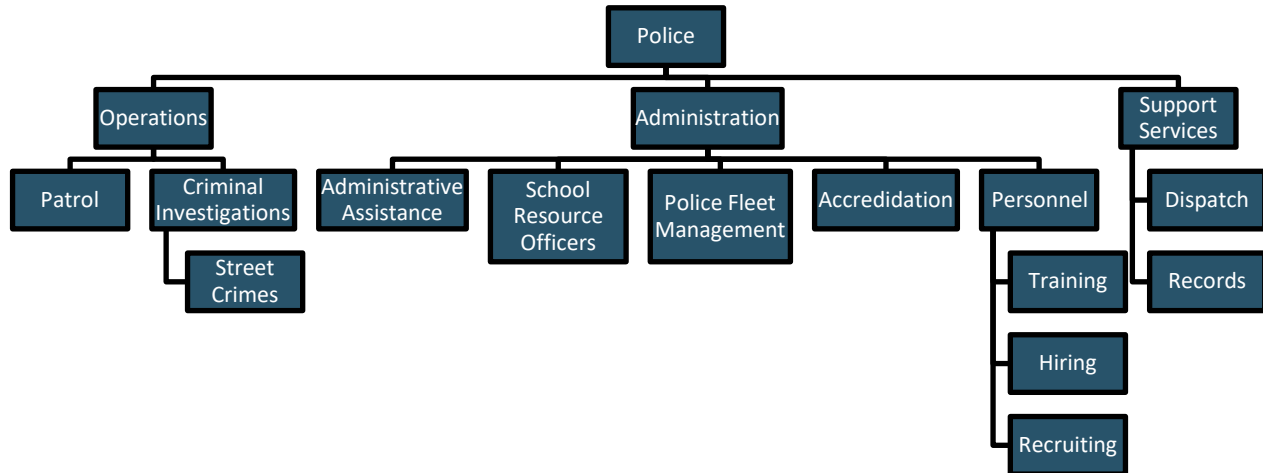 Police
Operations
Administration
Support
Services
Patrol
Criminal
Investigations
Administrative
Assistance
School
Resource
Officers
Police Fleet
Management
Accredidation
Personnel
Dispatch
Street
Crimes
Training
Records
Hiring
Recruiting